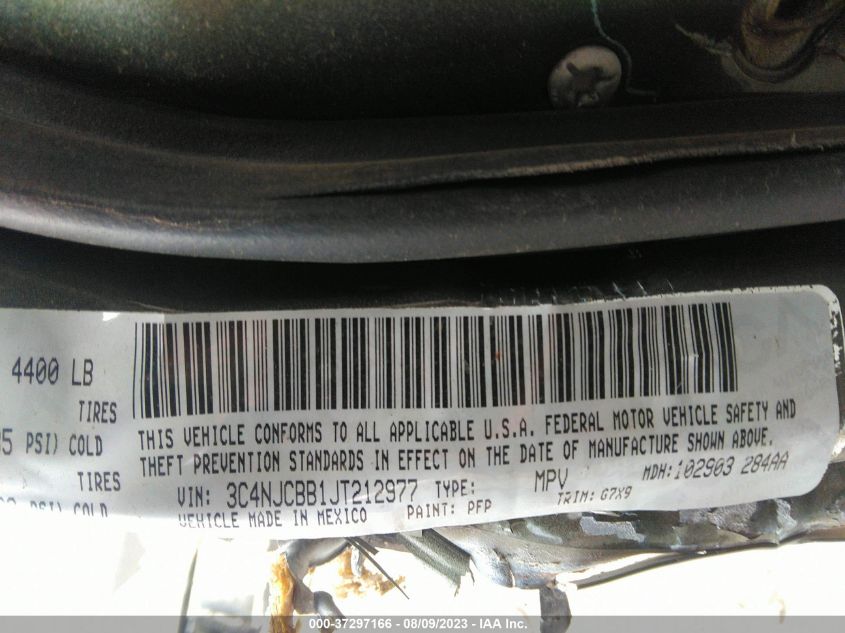 4400 LB
TIRES
PSI) COLD
TIRES
PSI) COLD
THIS VEHICLE CONFORMS TO ALL APPLICABLE U.S.A. FEDERAL MOTOR VEHICLE SAFETY AND
THEFT PREVENTION STANDARDS IN EFFECT ON THE DATE OF MANUFACTURE SHOWN ABOVE.
VIN: 3C4NJCBB1JT212977 TYPE: MPV MDH:102903 284AA
VEHICLE MADE IN MEXICO PAINT: PFP TRIM: G7X9
000-37297166 - 08/09/2023 - IAA Inc.